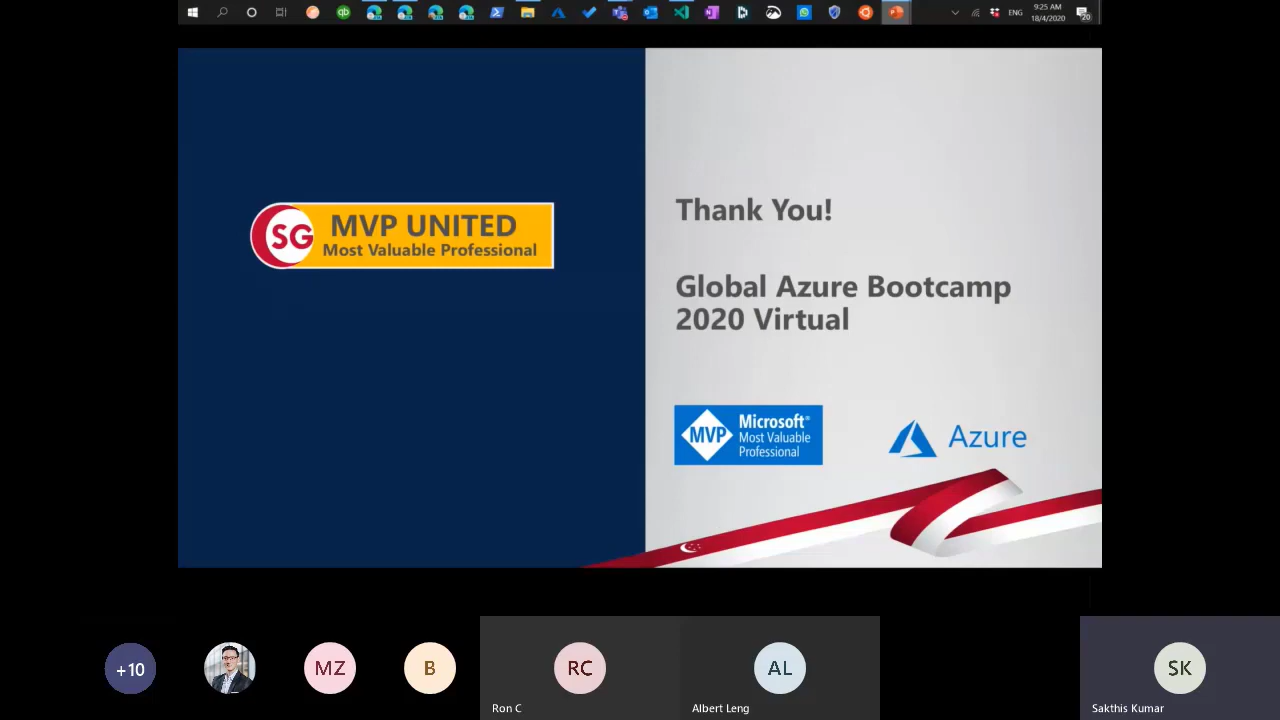 ENG
9:25 AM
18/4/2020
20
SG
MVP UNITED
Most Valuable Professional
Thank You!
Global Azure Bootcamp
2020 Virtual
MVP
Microsoft®
Most Valuable
Professional
Azure
+10
MZ
B
RC
AL
SK
Ron C
Albert Leng
Sakthis Kumar